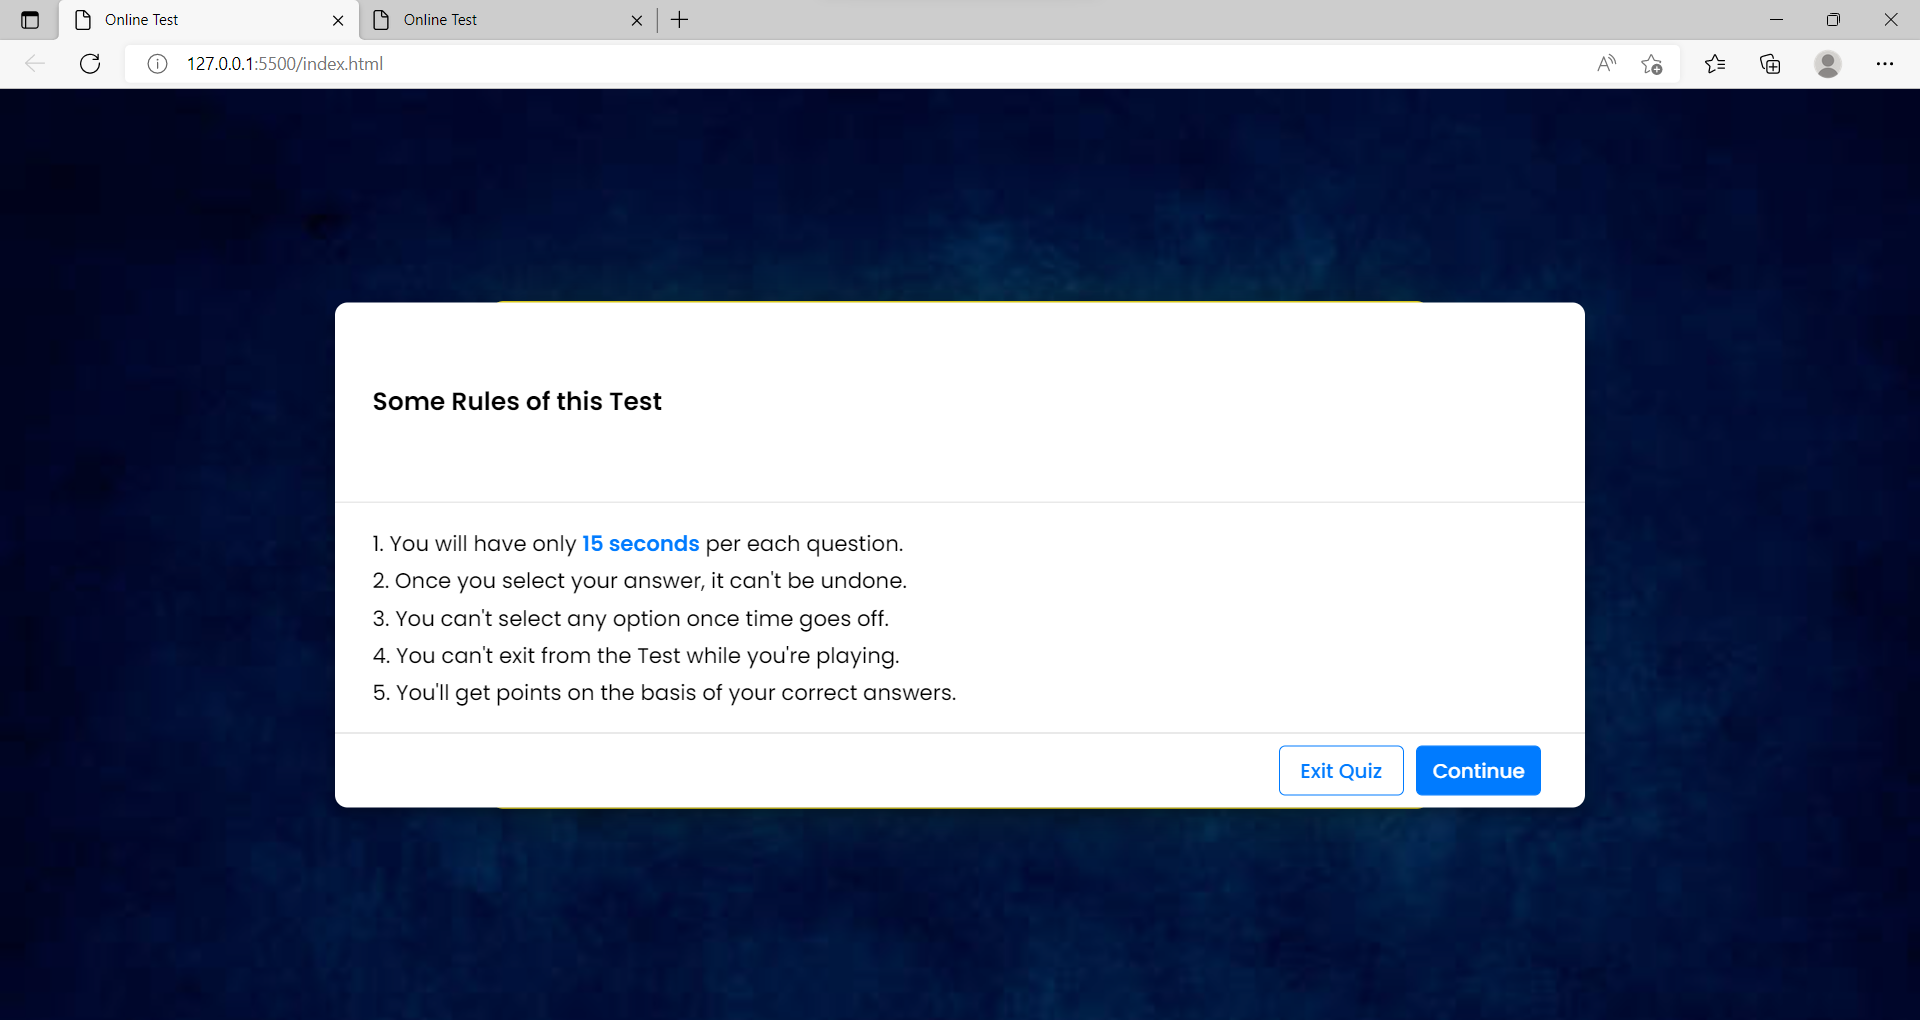 Online Test
Online Test
127.0.0.1:5500/index.html
Some Rules of this Test
1. You will have only 15 seconds per each question.
2. Once you select your answer, it can't be undone.
3. You can't select any option once time goes off.
4. You can't exit from the Test while you're playing.
5. You'll get points on the basis of your correct answers.
Exit Quiz
Continue